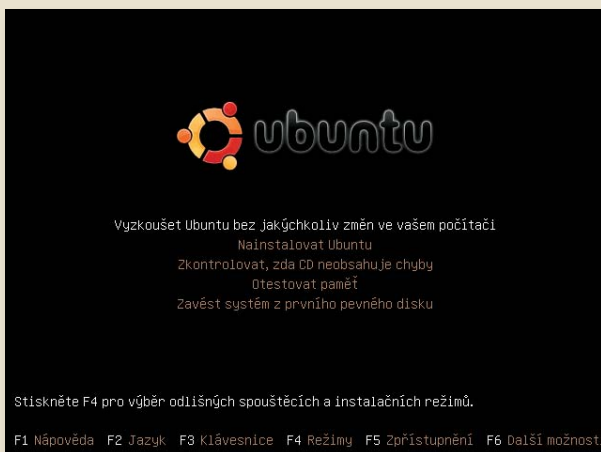 ubuntu
Vyzkoušet Ubuntu bez jakýchkoliv změn ve vašem počítači
Nainstalovat Ubuntu
Zkontrolovat, zda CD neobsahuje chyby
Otestovat paměť
Zavést systém z prvního pevného disku
Stiskněte F4 pro výběr odlišných spouštěcích a instalačních režimů.
F1 Nápověda F2 Jazyk F3 Klávesnice F4 Režimy F5 Zpřístupnění F6 Další možnost